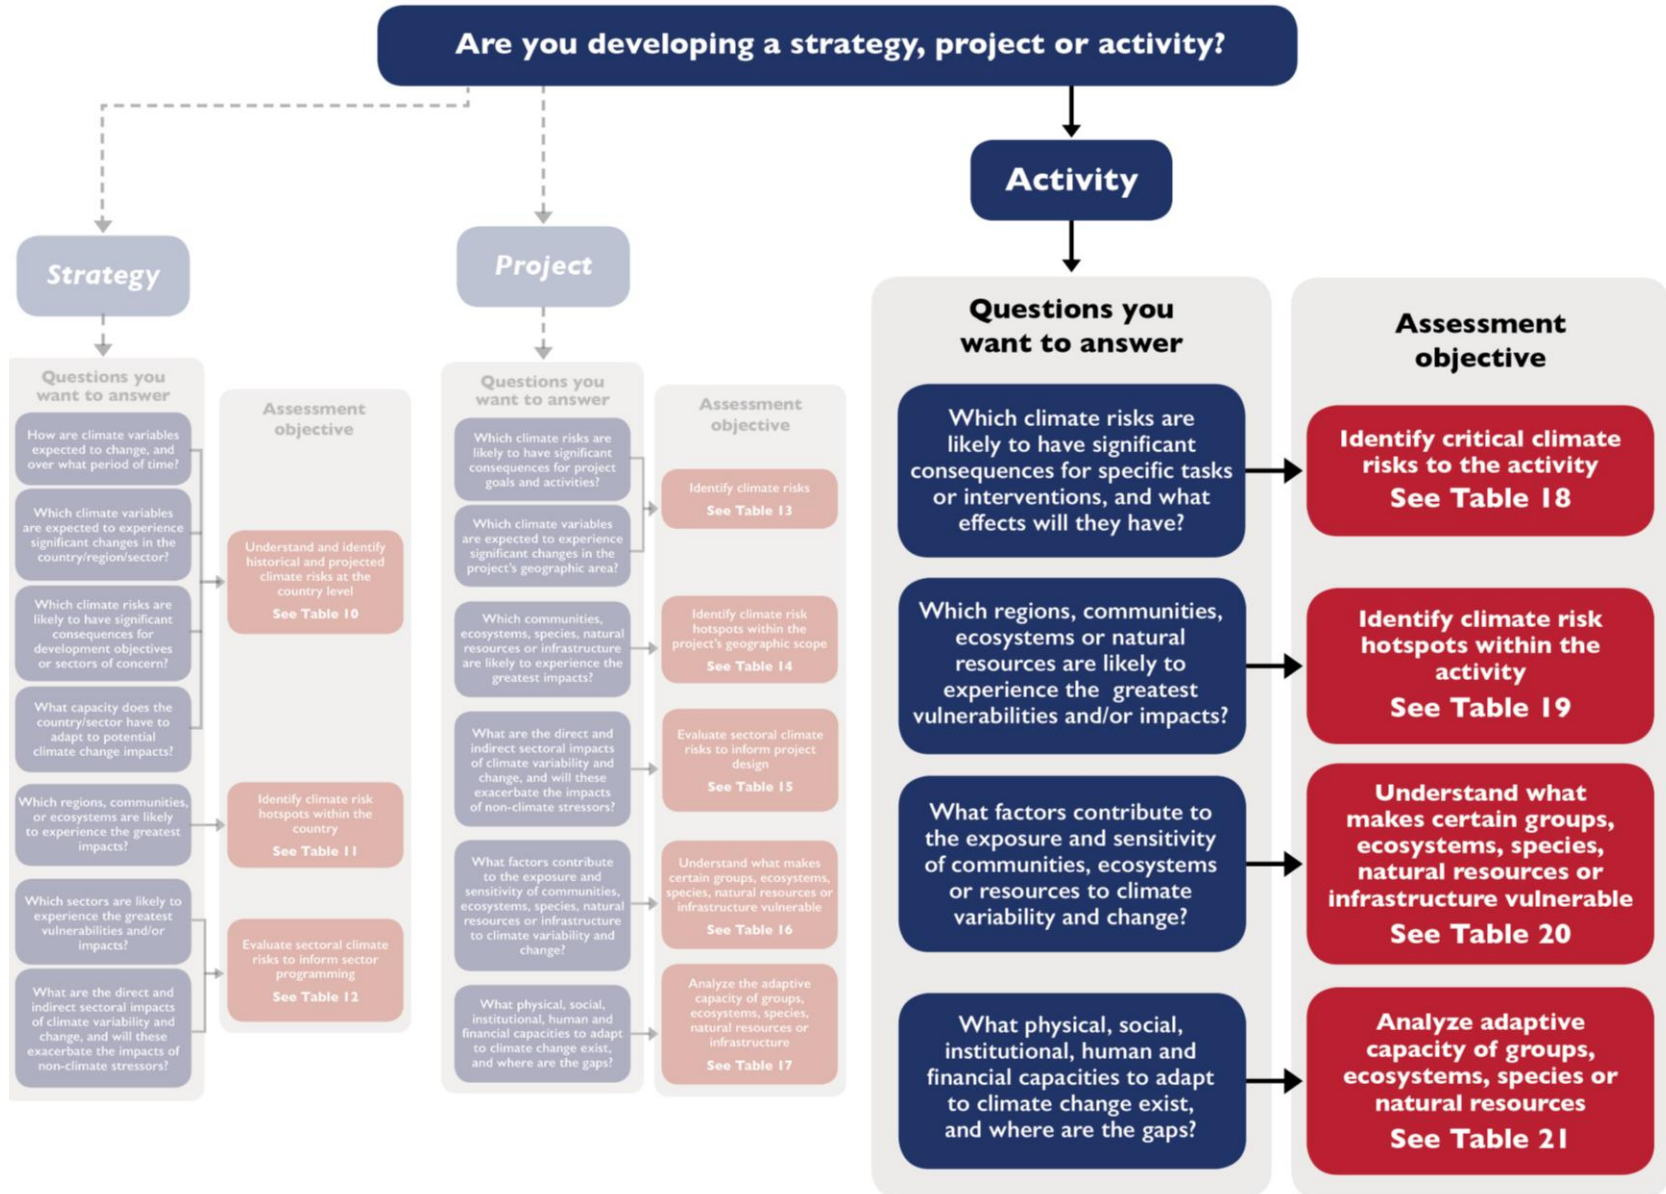 Are you developing a strategy, project or activity?
Strategy
Questions you
want to answer
How are climate variables
expected to change, and
over what period of time?
Which climate variables
are expected to experience
significant changes in the
country/region/sector?
Which climate risks are
likely to have significant
consequences for
development objectives
or sectors of concern?
What capacity does the
country/sector have to
adapt to potential
climate change impacts?
Which regions, communities,
or ecosystems are likely
to experience the greatest
impacts?
Which sectors are likely to
experience the greatest
vulnerabilities and/or
impacts?
What are the direct and
indirect sectoral impacts
of climate variability and
change, and will these
exacerbate the impacts of
non-climate stressors?
Assessment
objective
Understand and identify
historical and projected
climate risks at the
country level
See Table 10
Identify climate risk
hotspots within the
country
See Table 11
Evaluate sectoral climate
risks to inform sector
programming
See Table 12
Project
Questions you
want to answer
Which climate risks are
likely to have significant
consequences for project
goals and activities?
Which climate variables
are expected to experience
significant changes in the
project's geographic area?
Which communities,
ecosystems, species, natural
resources or infrastructure
are likely to experience the
greatest impacts?
What are the direct and
indirect sectoral impacts
of climate variability and
change, and will these
exacerbate the impacts
of non-climate stressors?
What factors contribute
to the exposure and
sensitivity of communities,
ecosystems, species, natural
resources or infrastructure
to climate variability and
change?
What physical, social,
institutional, human and
financial capacities to adapt
to climate change exist,
and where are the gaps?
Assessment
objective
Identify climate risks
See Table 13
Identify climate risk
hotspots within the
project's geographic scope
See Table 14
Evaluate sectoral climate
risks to inform project
design
See Table 15
Understand what makes
certain groups, ecosystems,
species, natural resources or
infrastructure vulnerable
See Table 16
Analyze the adaptive
capacity of groups,
ecosystems, species,
natural resources or
infrastructure
See Table 17
Activity
Questions you
want to answer
Which climate risks are
likely to have significant
consequences for specific tasks
or interventions, and what
effects will they have?
Which regions, communities,
ecosystems or natural
resources are likely to
experience the greatest
vulnerabilities and/or impacts?
What factors contribute to
the exposure and sensitivity
of communities, ecosystems
or resources to climate
variability and change?
What physical, social,
institutional, human and
financial capacities to adapt
to climate change exist,
and where are the gaps?
Assessment
objective
Identify critical climate
risks to the activity
See Table 18
Identify climate risk
hotspots within the
activity
See Table 19
Understand what
makes certain groups,
ecosystems, species,
natural resources or
infrastructure vulnerable
See Table 20
Analyze adaptive
capacity of groups,
ecosystems, species or
natural resources
See Table 21